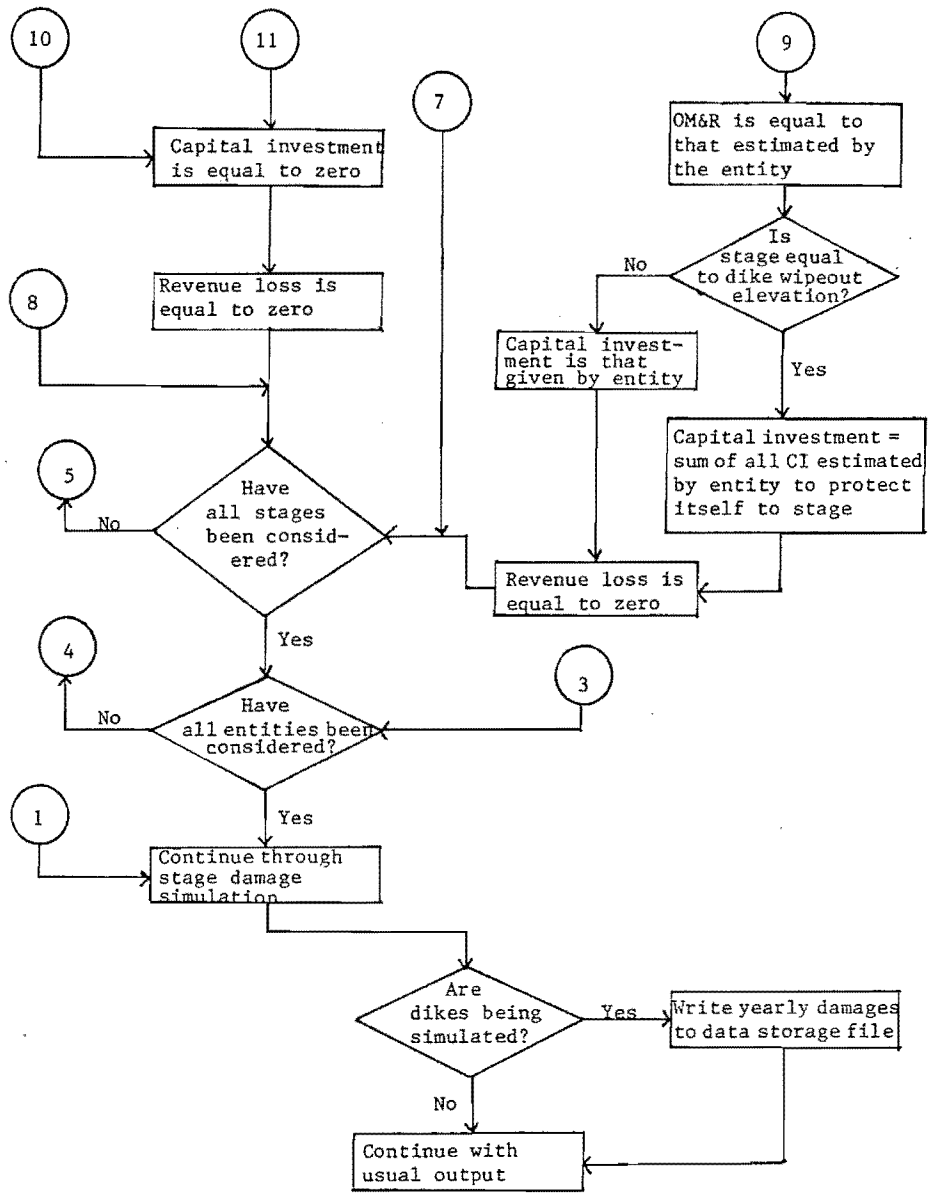 10
11
9
7
Capital investment
is equal to zero
OM&R is equal to
that estimated by
the entity
Is
stage equal
to dike wipeout
elevation?
No
Yes
8
Revenue loss is
equal to zero
Capital invest-
ment is that
given by entity
Capital investment =
sum of all CI estimated
by entity to protect
itself to stage
5
No
Have
all stages
been consid-
ered?
Revenue loss is
equal to zero
Yes
4
No
Have
all entities been
considered?
3
Yes
1
Continue through
stage damage
simulation
Are
dikes being
simulated?
Yes
Write yearly damages
to data storage file
No
Continue with
usual output